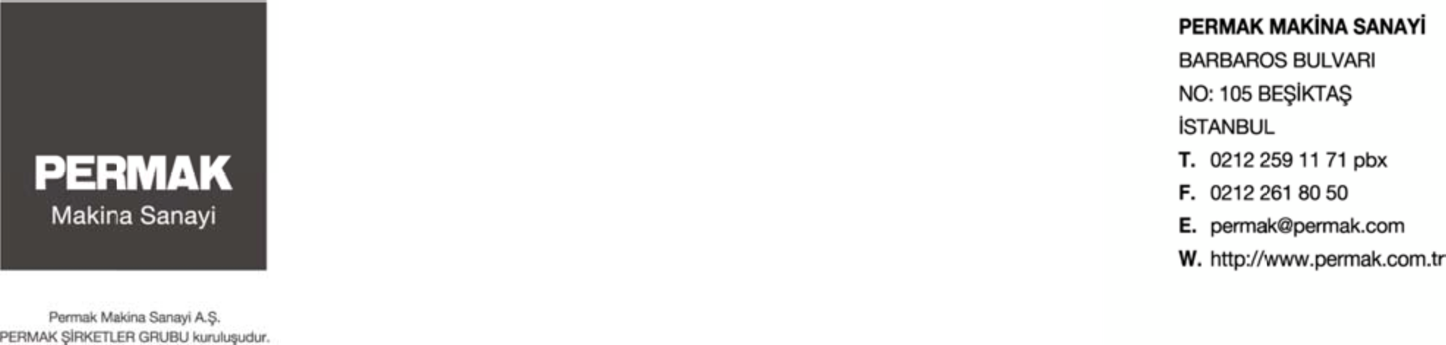 PERMAK
Makina Sanayi
Permak Makina Sanayi A.Ş.
PERMAK ŞİRKETLER GRUBU kuruluşudur.
PERMAK MAKİNA SANAYİ
BARBAROS BULVARI
NO: 105 BEŞİKTAŞ
İSTANBUL
T. 0212 259 11 71 pbx
F. 0212 261 80 50
E. permak@permak.com
W. http://www.permak.com.tr